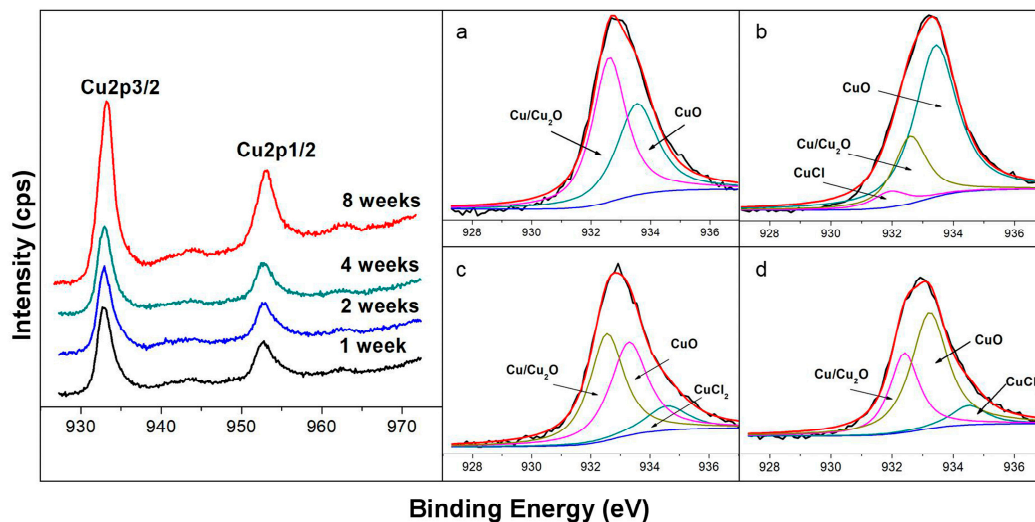 Intensity (cps)
Cu2p3/2
Cu2p1/2
8 weeks
4 weeks
2 weeks
1 week
930 940 950 960 970
a
Cu/Cu₂O
CuO
928 930 932 934 936
b
CuO
Cu/Cu₂O
CuCl
928 930 932 934 936
c
Cu/Cu₂O
CuO
CuCl₂
928 930 932 934 936
d
Cu/Cu₂O
CuO
928 930 932 934 936
Binding Energy (eV)